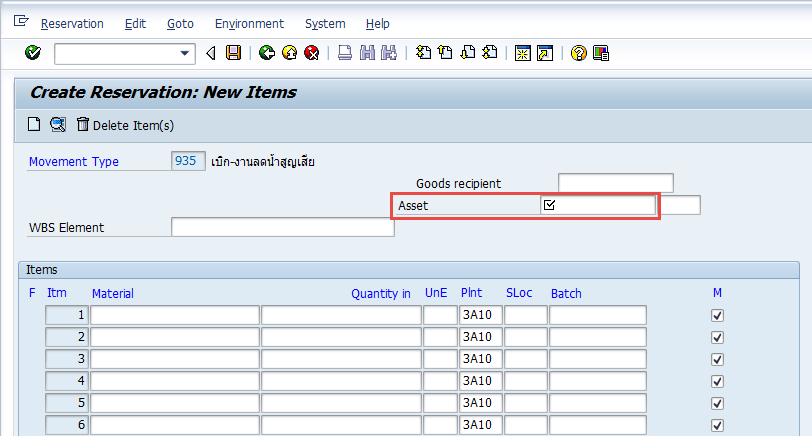 Reservation Edit Goto Environment System Help
Create Reservation: New Items
Delete Item(s)
Movement Type 935 เบิก-งานลดน้ำสูญเสีย
Goods recipient
Asset
WBS Element
Items
F Itm Material Quantity in UnE Plnt SLoc Batch M
1 3A10
2 3A10
3 3A10
4 3A10
5 3A10
6 3A10